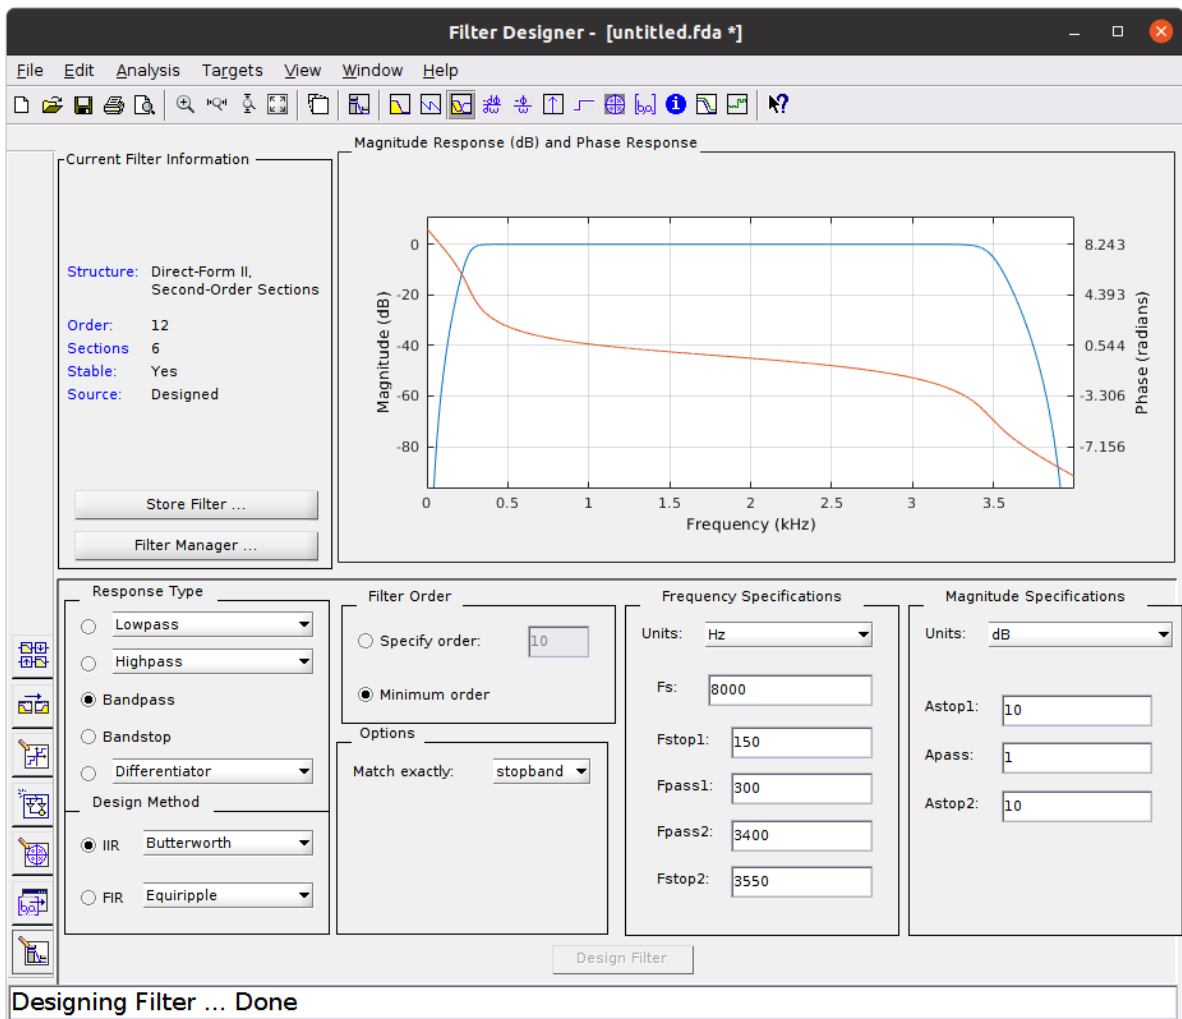 Filter Designer - [untitled.fda *]
File Edit Analysis Targets View Window Help
Current Filter Information
Structure: Direct-Form II,
Second-Order Sections
Order: 12
Sections 6
Stable: Yes
Source: Designed
Store Filter ...
Filter Manager ...
Magnitude Response (dB) and Phase Response
Magnitude (dB)
0
-20
-40
-60
-80
0 0.5 1 1.5 2 2.5 3 3.5
Frequency (kHz)
8.243
4.393
0.544
-3.306
-7.156
Phase (radians)
Response Type
Lowpass
Highpass
Bandpass
Bandstop
Differentiator
Design Method
IIR Butterworth
FIR Equiripple
Filter Order
Specify order: 10
Minimum order
Options
Match exactly: stopband
Frequency Specifications
Units: Hz
Fs: 8000
Fstop1: 150
Fpass1: 300
Fpass2: 3400
Fstop2: 3550
Magnitude Specifications
Units: dB
Astop1: 10
Apass: 1
Astop2: 10
Design Filter
Designing Filter ... Done